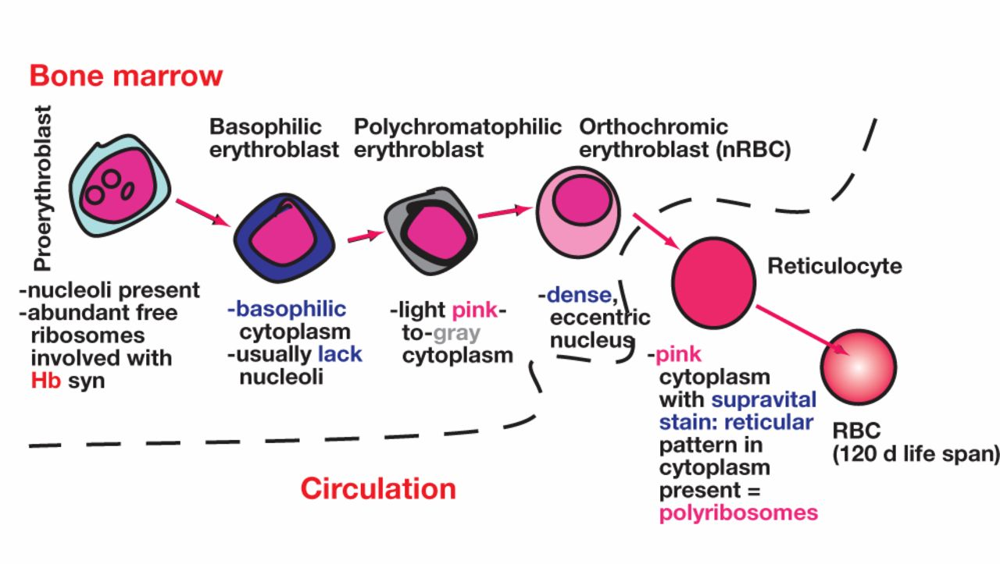 Bone marrow
Proerythroblast
-nucleoli present
-abundant free
ribosomes
involved with
Hb syn
Basophilic
erythroblast
-basophilic
cytoplasm
-usually lack
nucleoli
Polychromatophilic
erythroblast
-light pink-
to-gray
cytoplasm
Orthochromic
erythroblast (nRBC)
-dense,
eccentric
nucleus
Reticulocyte
-pink
cytoplasm
with supravital
stain: reticular
pattern in
cytoplasm
present =
polyribosomes
RBC
(120 d life span)
Circulation